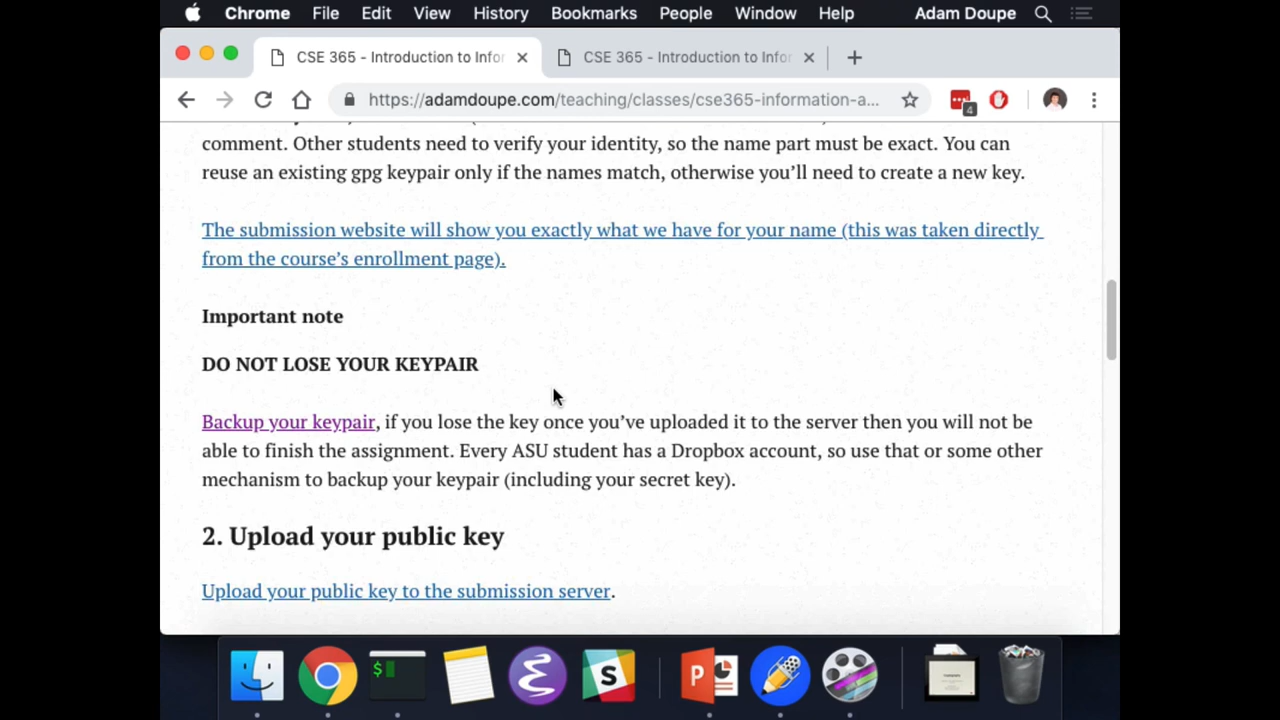 Chrome File Edit View History Bookmarks People Window Help Adam Doupe
CSE 365 - Introduction to Infor
CSE 365 - Introduction to Infor
https://adamdoupe.com/teaching/classes/cse365-information-a...
4
comment. Other students need to verify your identity, so the name part must be exact. You can
reuse an existing gpg keypair only if the names match, otherwise you’ll need to create a new key.
The submission website will show you exactly what we have for your name (this was taken directly
from the course’s enrollment page).
Important note
DO NOT LOSE YOUR KEYPAIR
Backup your keypair, if you lose the key once you’ve uploaded it to the server then you will not be
able to finish the assignment. Every ASU student has a Dropbox account, so use that or some other
mechanism to backup your keypair (including your secret key).
2. Upload your public key
Upload your public key to the submission server.
$
S
P